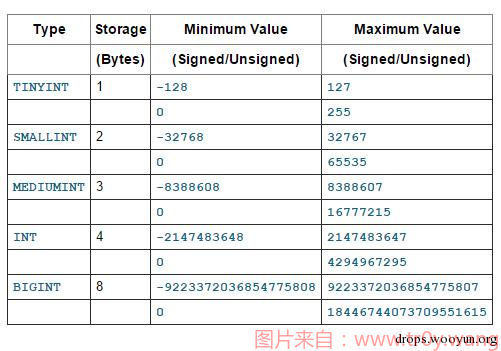 Type Storage Minimum Value Maximum Value
(Bytes) (Signed/Unsigned) (Signed/Unsigned)
TINYINT 1 -128 127
0 255
SMALLINT 2 -32768 32767
0 65535
MEDIUMINT 3 -8388608 8388607
0 16777215
INT 4 -2147483648 2147483647
0 4294967295
BIGINT 8 -9223372036854775808 9223372036854775807
0 18446744073709551615
图片来自：www.tr0y.wang
drops.wooyun.org